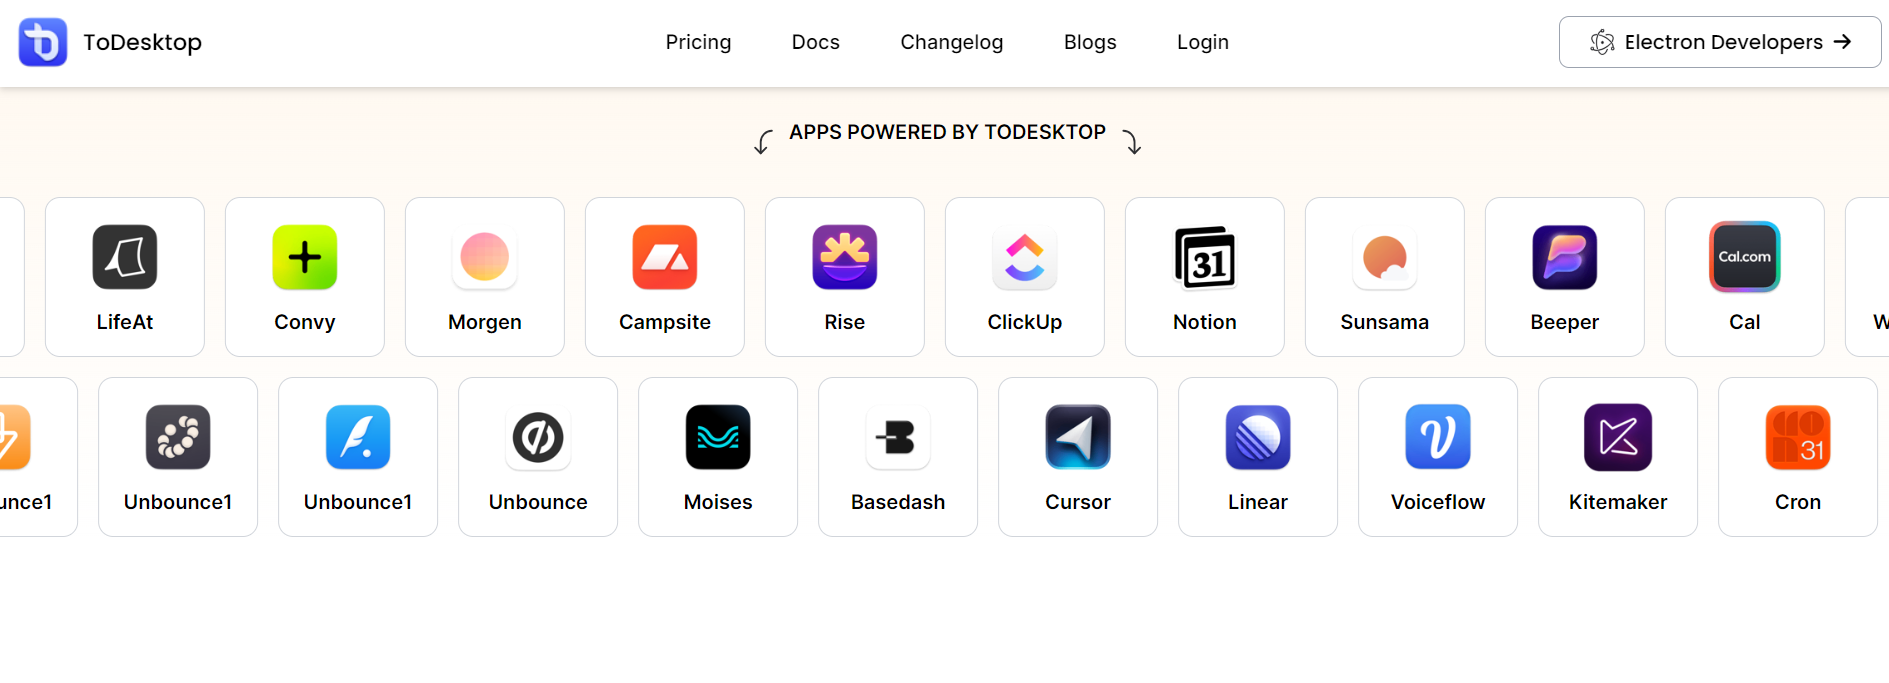 ToDesktop
Pricing
Docs
Changelog
Blogs
Login
Electron Developers
APPS POWERED BY TODESKTOP
LifeAt
Convy
Morgen
Campsite
Rise
31
ClickUp
Notion
Sunsama
Beeper
Cal.com
Cal
W
unce1
Unbounce1
Unbounce1
Unbounce
Moises
Basedash
Cursor
Linear
Voiceflow
Kitemaker
31
Cron